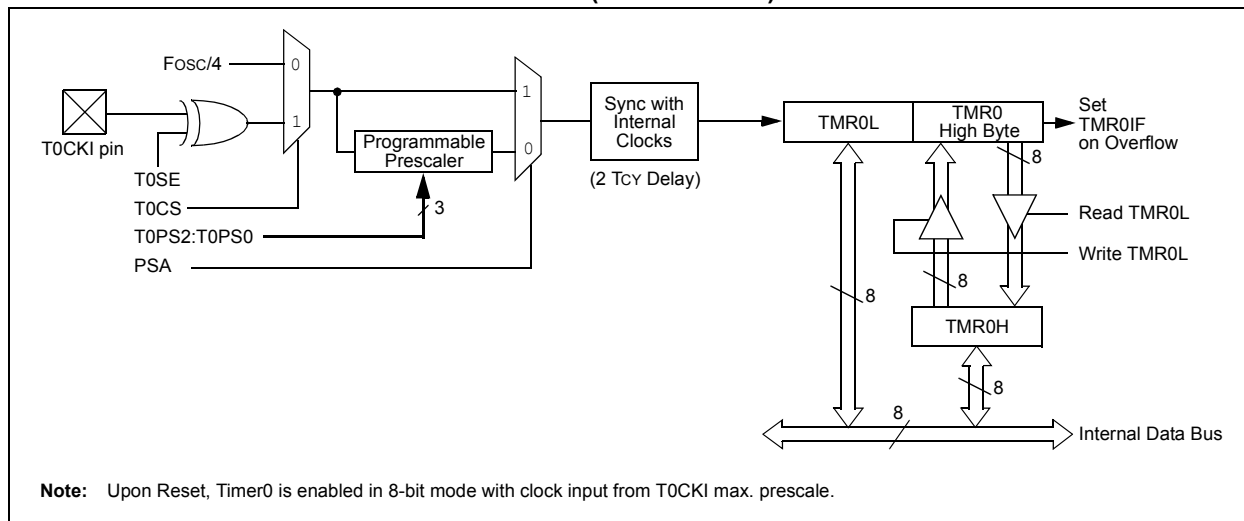 FOSC/4
0
1
T0CKI pin
T0SE
T0CS
T0PS2:T0PS0
PSA
Programmable
Prescaler
3
1
0
Sync with
Internal
Clocks
(2 TCY Delay)
TMR0L
TMR0
High Byte
Set
TMR0IF
on Overflow
8
Read TMR0L
Write TMR0L
8
8
TMR0H
8
8
Internal Data Bus
Note: Upon Reset, Timer0 is enabled in 8-bit mode with clock input from T0CKI max. prescale.